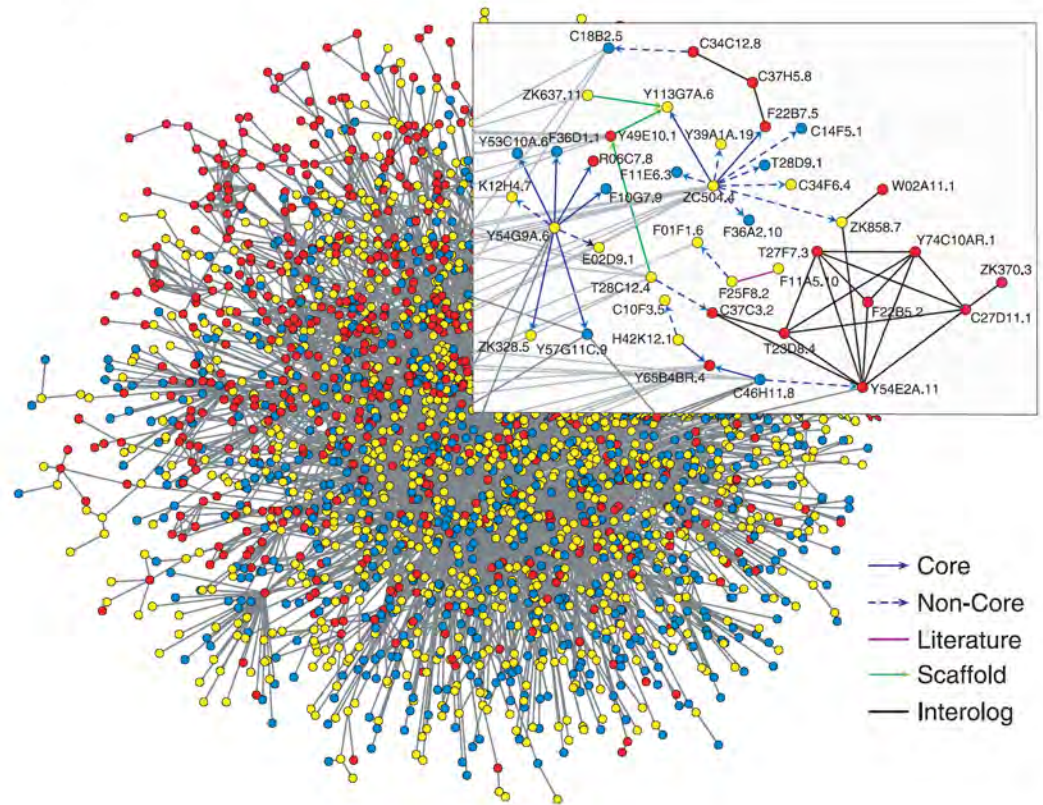 C18B2.5
C34C12.8
C37H5.8
ZK637.11
Y113G7A.6
F22B7.5
Y39A1A.19
C14F5.1
Y53C10A.6
F36D1.1
Y49E10.1
R06C7.8
T28D9.1
F11E6.3
K12H4.7
F10G7.9
ZC504.4
C34F6.4
W02A11.1
F36A2.10
ZK858.7
Y54G9A.6
F01F1.6
T27F7.3
Y74C10AR.1
E02D9.1
ZK370.3
T28C12.4
F11A5.10
F25F8.2
C10F3.5
C37C3.2
F22B5.2
C27D11.1
H42K12.1
T23D8.4
ZK328.5
Y57G11C.9
Y65B4BR.4
C46H11.8
Y54E2A.11
Core
Non-Core
Literature
Scaffold
Interolog